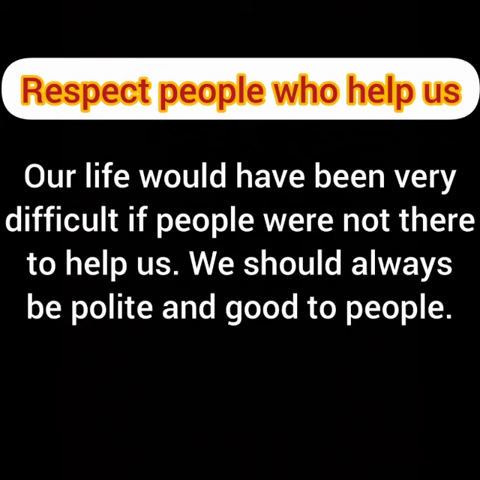 Respect people who help us
Our life would have been very
difficult if people were not there
to help us. We should always
be polite and good to people.